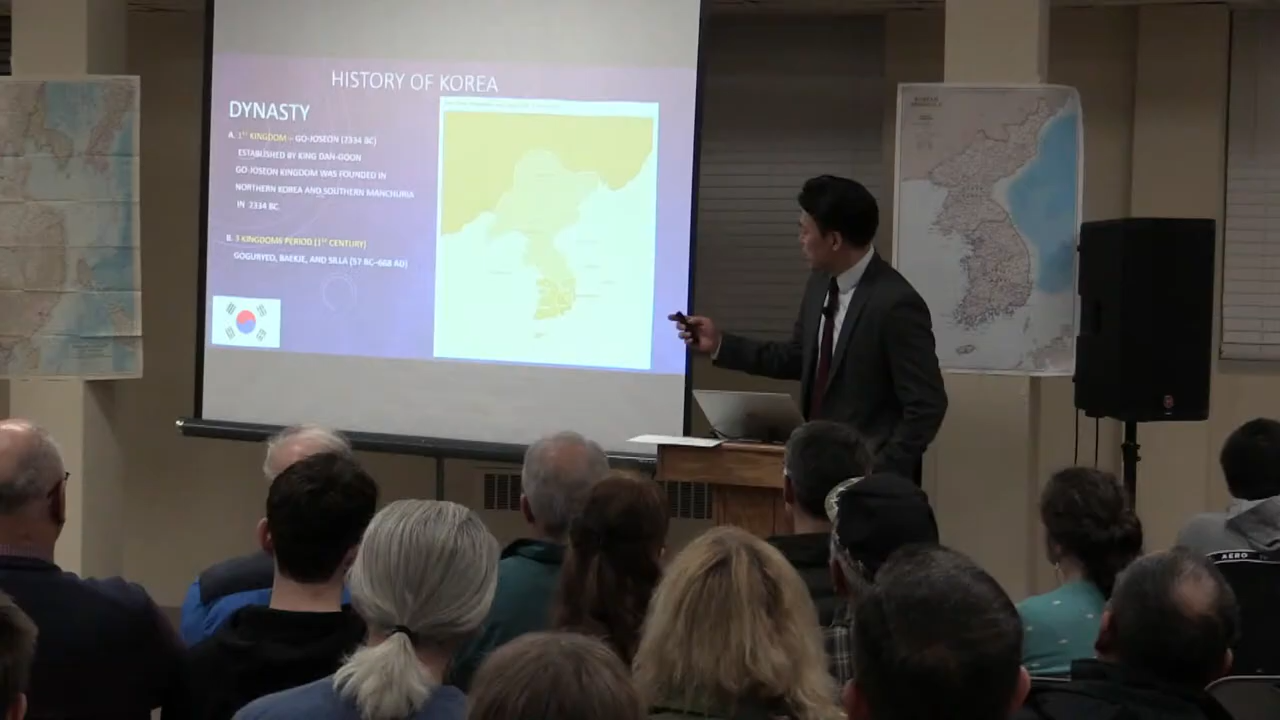 HISTORY OF KOREA
DYNASTY
A. 1ST KINGDOM – GO-JOSEON (2334 BC)
ESTABLISHED BY KING DAN-GOON
GO-JOSEON KINGDOM WAS FOUNDED IN
NORTHERN KOREA AND SOUTHERN MANCHURIA
IN 2334 BC.
B. 3 KINGDOMS PERIOD (1ST CENTURY)
GOGURYEO, BAEKJE, AND SILLA (57 BC–668 AD)
AERO